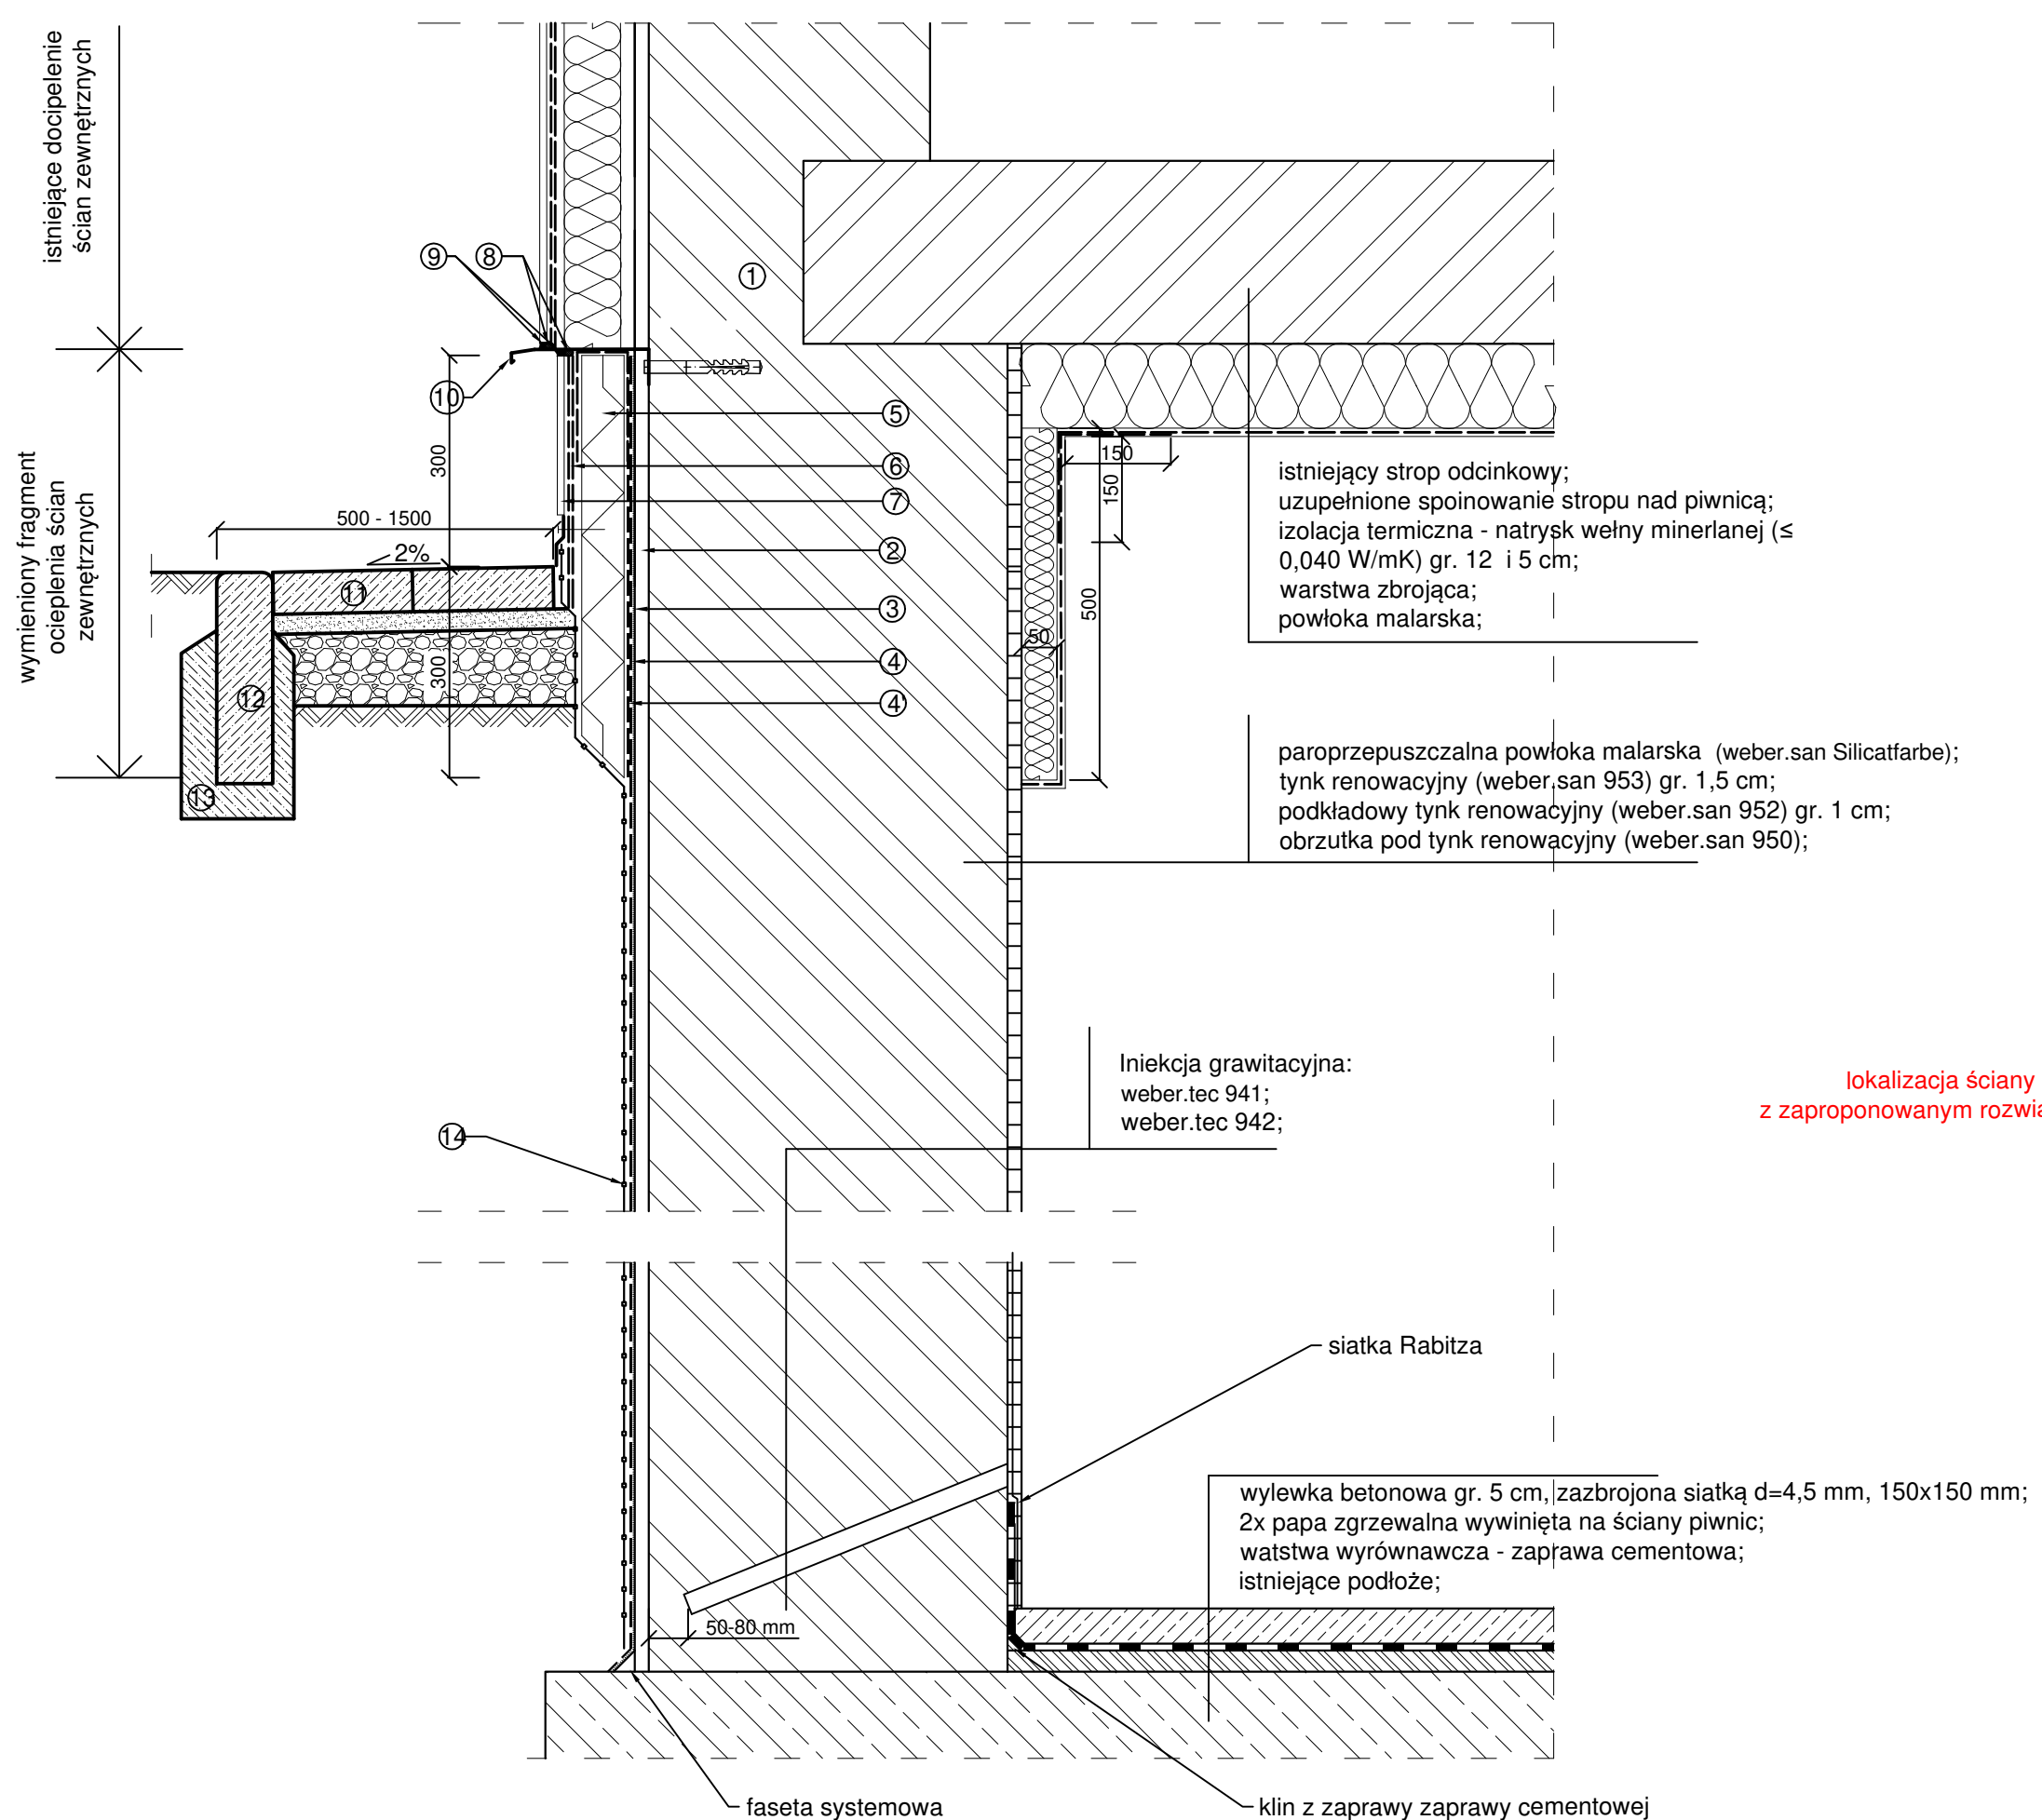 istniejące docipelenie
ścian zewnętrznych
9
8
1
10
5
300
6
7
150
150
istniejący strop odcinkowy;
uzupełnione spoinowanie stropu nad piwnicą;
izolacja termiczna - natrysk wełny minerlanej (≤
0,040 W/mK) gr. 12 i 5 cm;
warstwa zbrojąca;
powłoka malarska;
wymieniony fragment
ocieplenia ścian
zewnętrznych
500 - 1500
2%
2
11
3
500
50
4
300
12
4'
13
paroprzepuszczalna powłoka malarska (weber.san Silicatfarbe);
tynk renowacyjny (weber.san 953) gr. 1,5 cm;
podkładowy tynk renowacyjny (weber.san 952) gr. 1 cm;
obrzutka pod tynk renowacyjny (weber.san 950);
Iniekcja grawitacyjna:
weber.tec 941;
weber.tec 942;
lokalizacja ściany
z zaproponowanym
14
siatka Rabitza
wylewka betonowa gr. 5 cm, zazbrojona siatką d=4,5 mm, 150x150 mm;
2x papa zgrzewalna wywinięta na ściany piwnic;
watstwa wyrównawcza - zaprawa cementowa;
istniejące podłoże;
50-80 mm
faseta systemowa
klin z zaprawy zaprawy cementowej